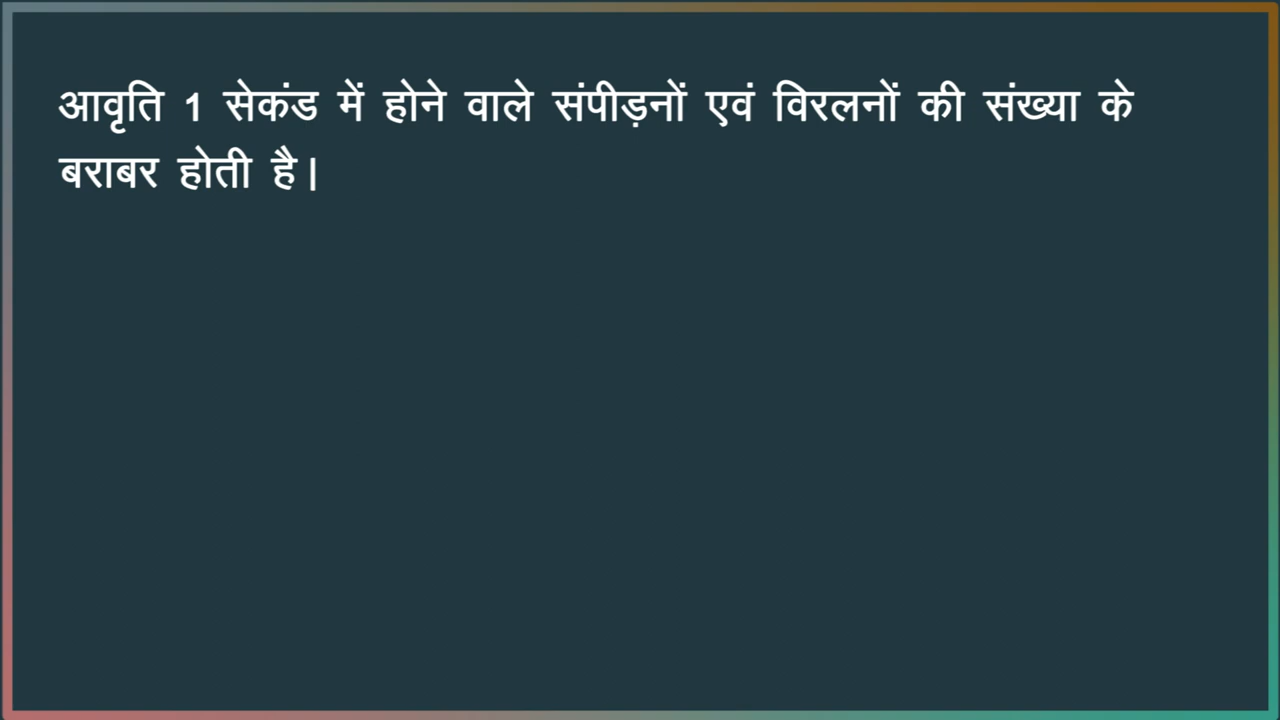 आवृति 1 सेकंड में होने वाले संपीड़नों एवं विरलनों की संख्या के
बराबर होती है।